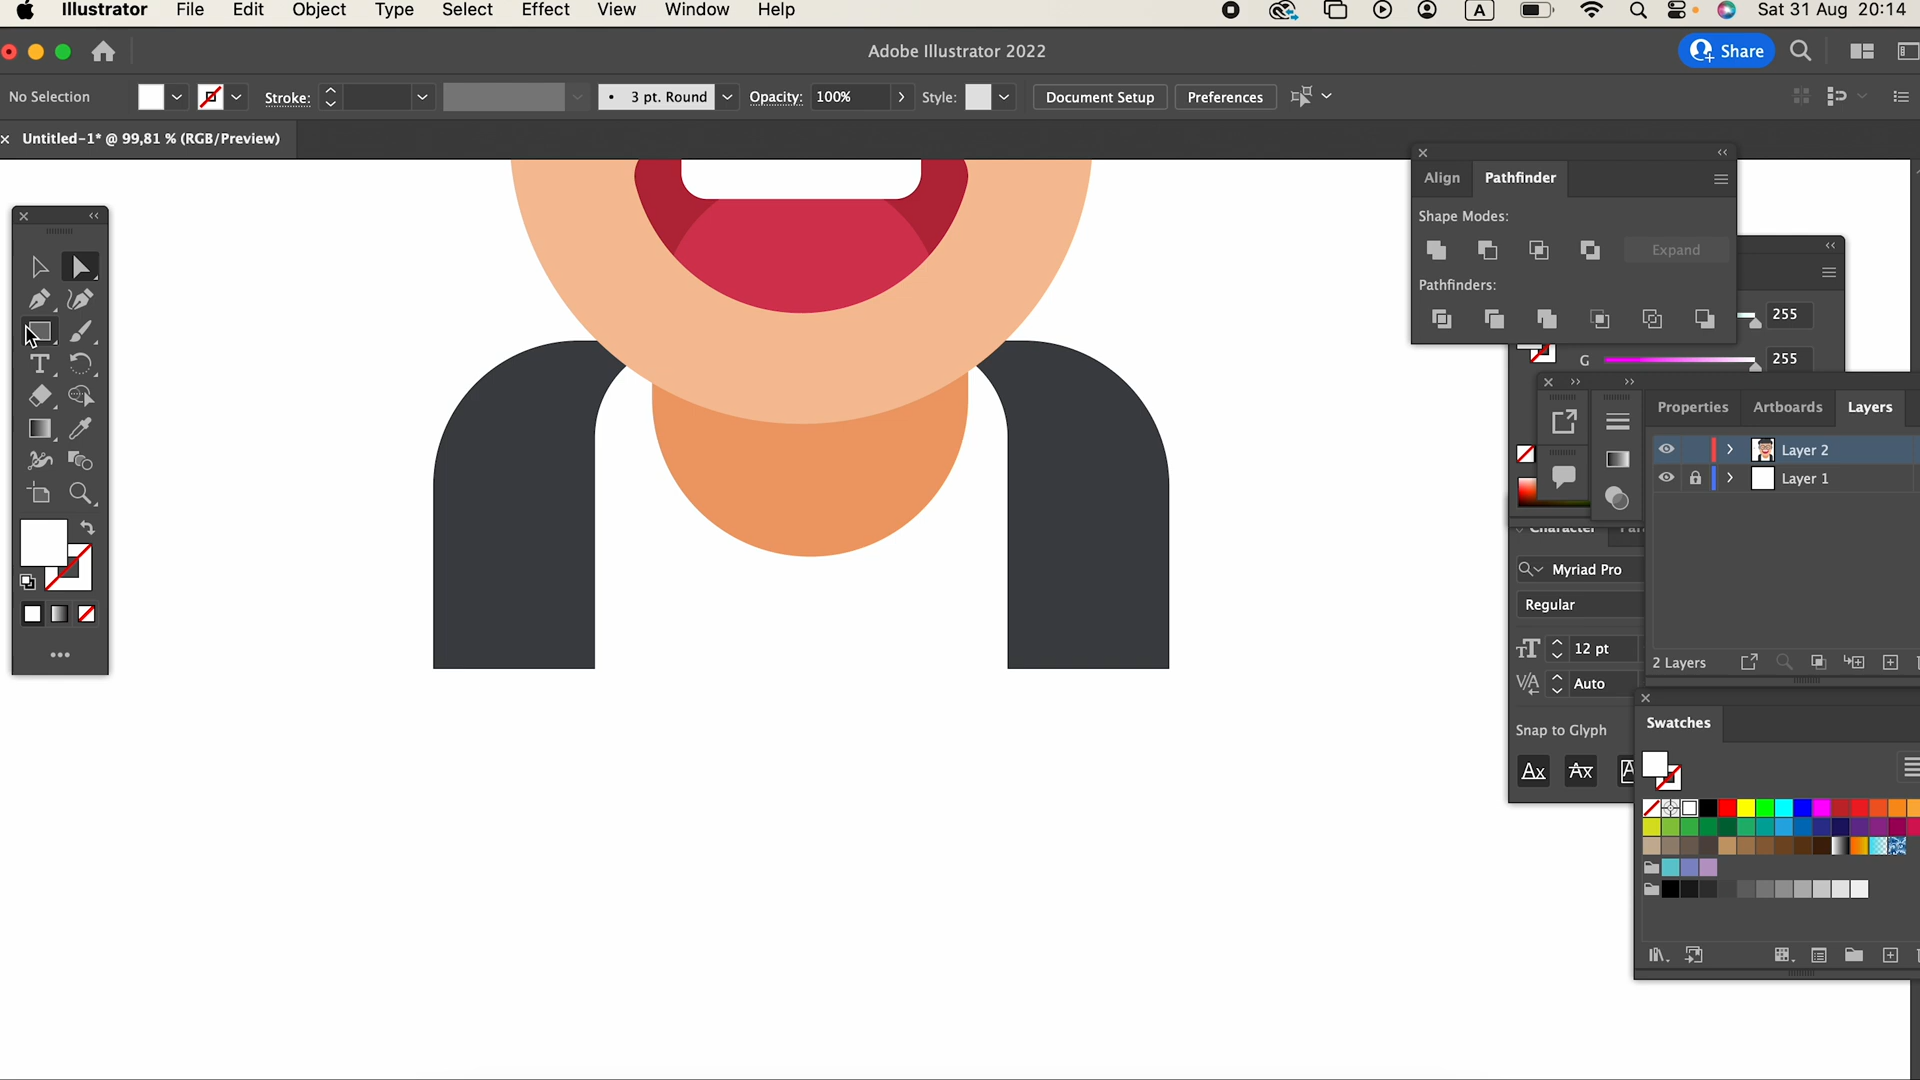 Illustrator File Edit Object Type Select Effect View Window Help A Sat 31 Aug 20:14
Adobe Illustrator 2022 Share
No Selection Stroke: 3 pt. Round Opacity: 100% Style: Document Setup Preferences
Untitled-1* @ 99,81 % (RGB/Preview)
Align Pathfinder
Shape Modes:
Expand
Pathfinders:
255
G 255
Properties Artboards Layers
Layer 2
Layer 1
Character
Myriad Pro
Regular
12 pt
2 Layers
Auto
Snap to Glyph
Swatches